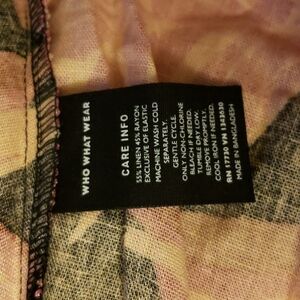 WHO WHAT WEAR
CARE INFO
55% LINEN 45% RAYON
EXCLUSIVE OF ELASTIC
MACHINE WASH COLD
SEPARATELY.
GENTLE CYCLE.
ONLY NON-CHLORINE
BLEACH IF NEEDED.
TUMBLE DRY LOW.
REMOVE PROMPTLY.
COOL IRON IF NEEDED.
RN 17730 VN 1283030
MADE IN BANGLADESH